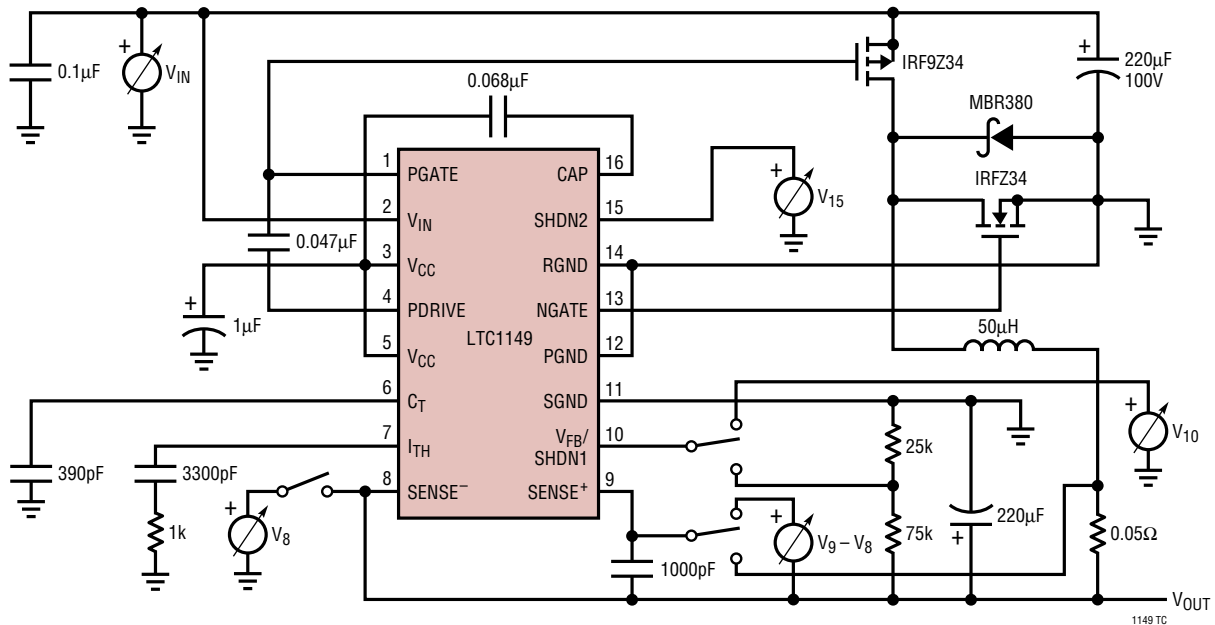 0.1µF
+
V_IN
0.068µF
IRF9Z34
+
220µF
100V
MBR380
IRFZ34
+
V_15
1
PGATE
2
V_IN
0.047µF
3
V_CC
4
PDRIVE
5
V_CC
6
C_T
7
I_TH
8
SENSE⁻
LTC1149
CAP
16
SHDN2
15
RGND
14
NGATE
13
PGND
12
SGND
11
V_FB/
SHDN1
10
SENSE⁺
9
+
1µF
50µH
+
V_10
390pF
3300pF
1k
+
V_8
25k
75k
+
V_9 – V_8
1000pF
220µF
+
0.05Ω
V_OUT
1149 TC